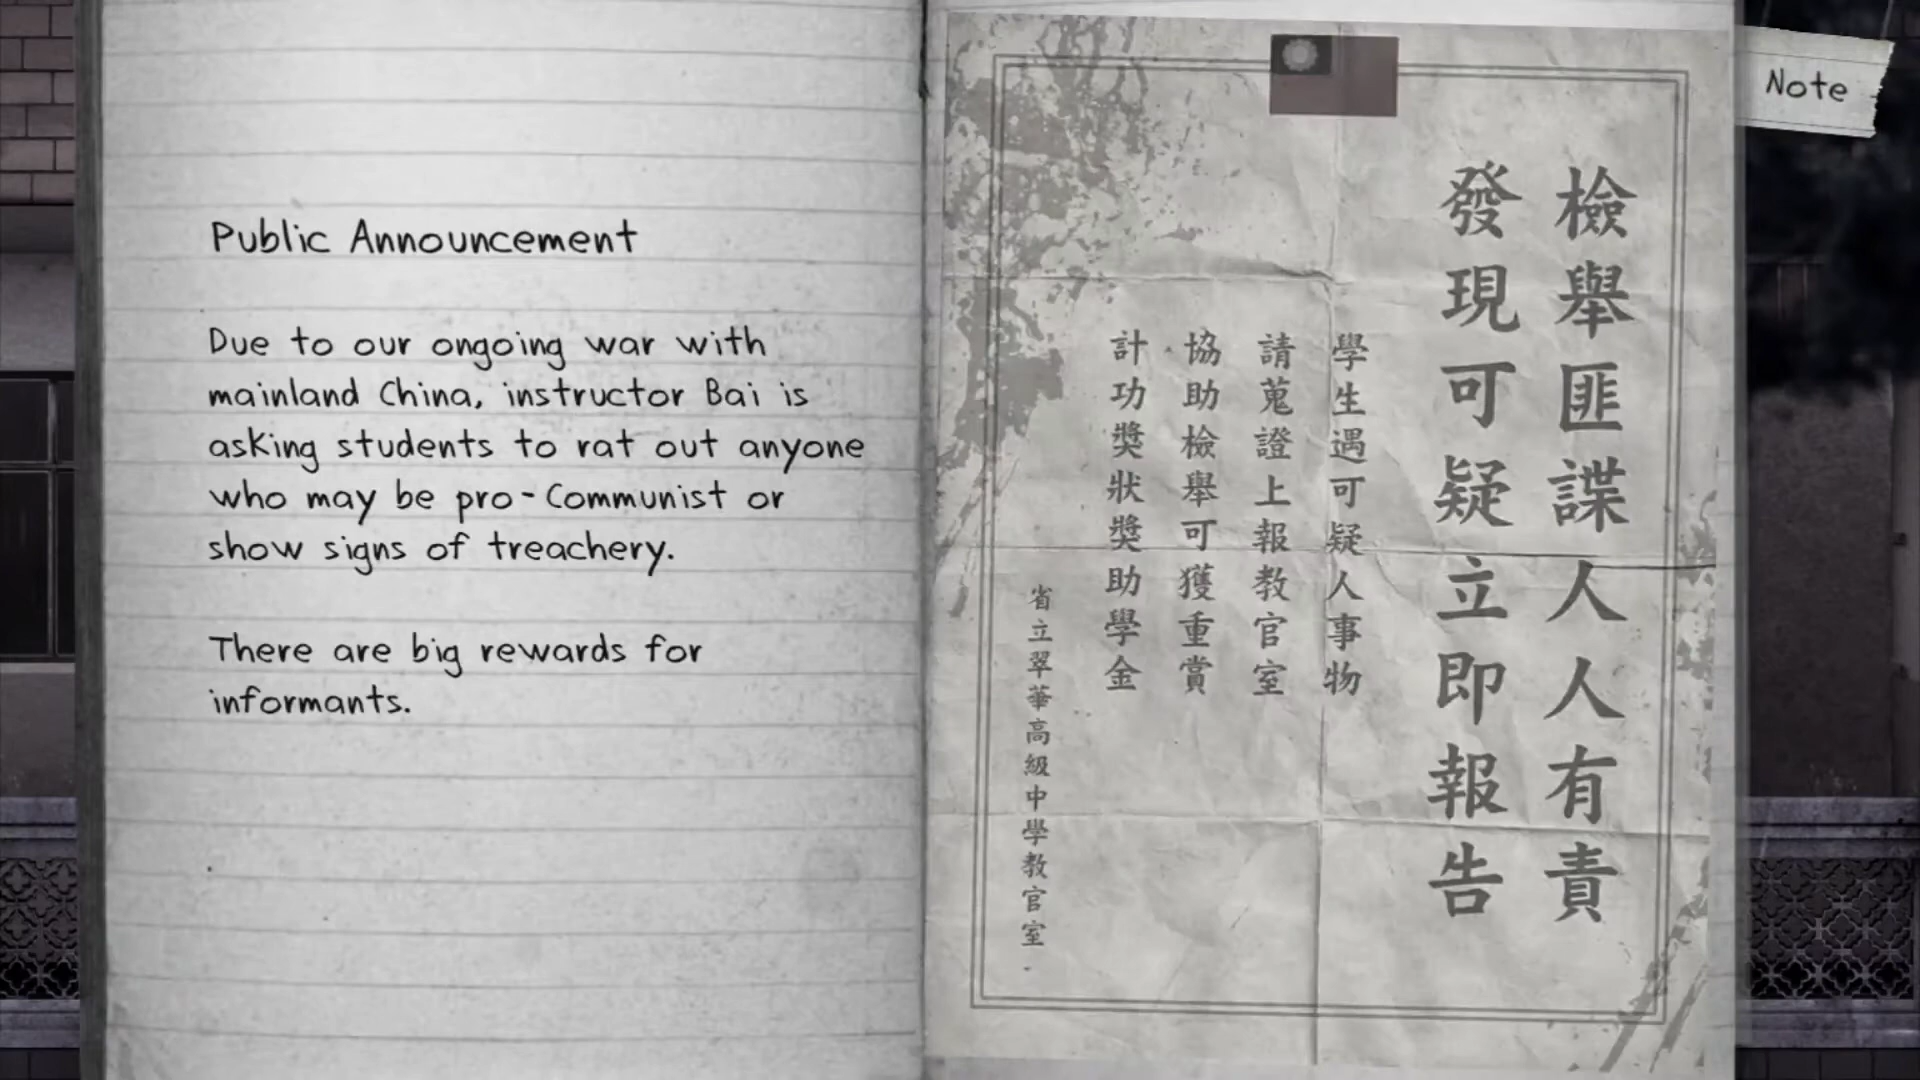 Public Announcement
Due to our ongoing war with
mainland China, instructor Bai is
asking students to rat out anyone
who may be pro-Communist or
show signs of treachery.
There are big rewards for
informants.
檢舉匪諜人人有責
發現可疑立即報告
學生遇可疑人事物
請蒐證上報教官室
協助檢舉可獲重賞
計功獎狀獎助學金
省立翠華高級中學教官室
Note